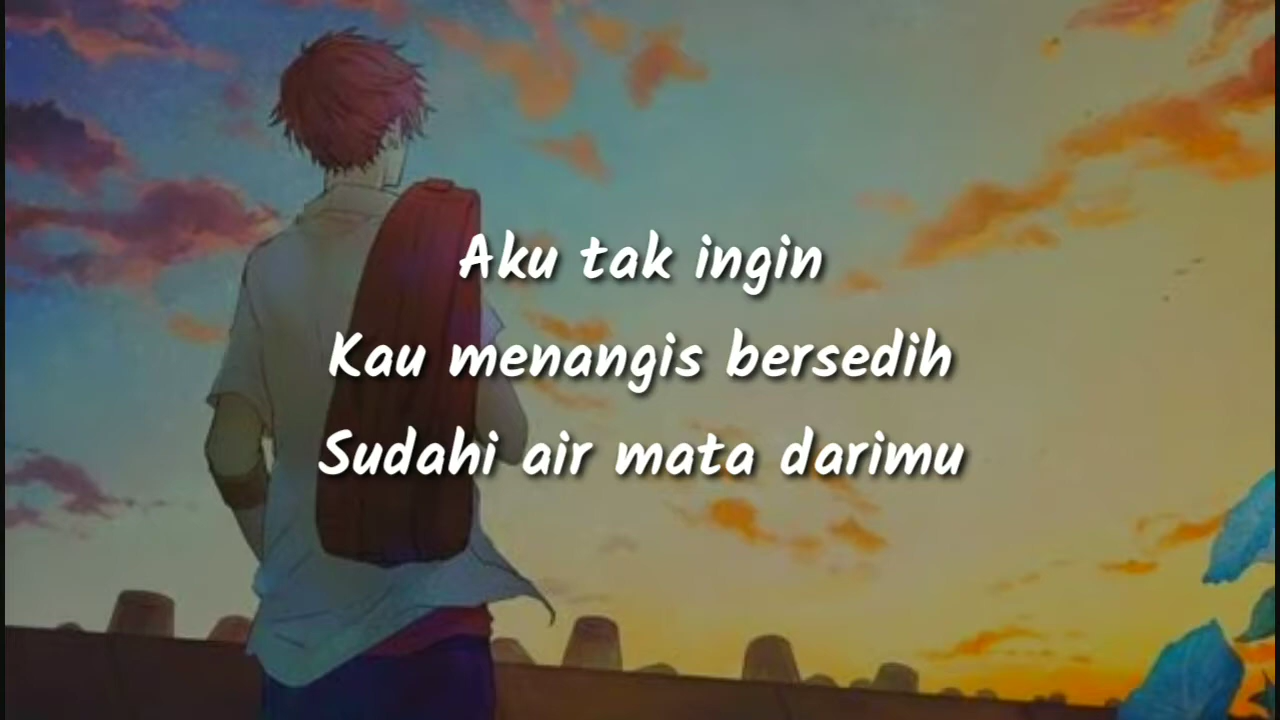 Aku tak ingin
Kau menangis bersedih
Sudahi air mata darimu